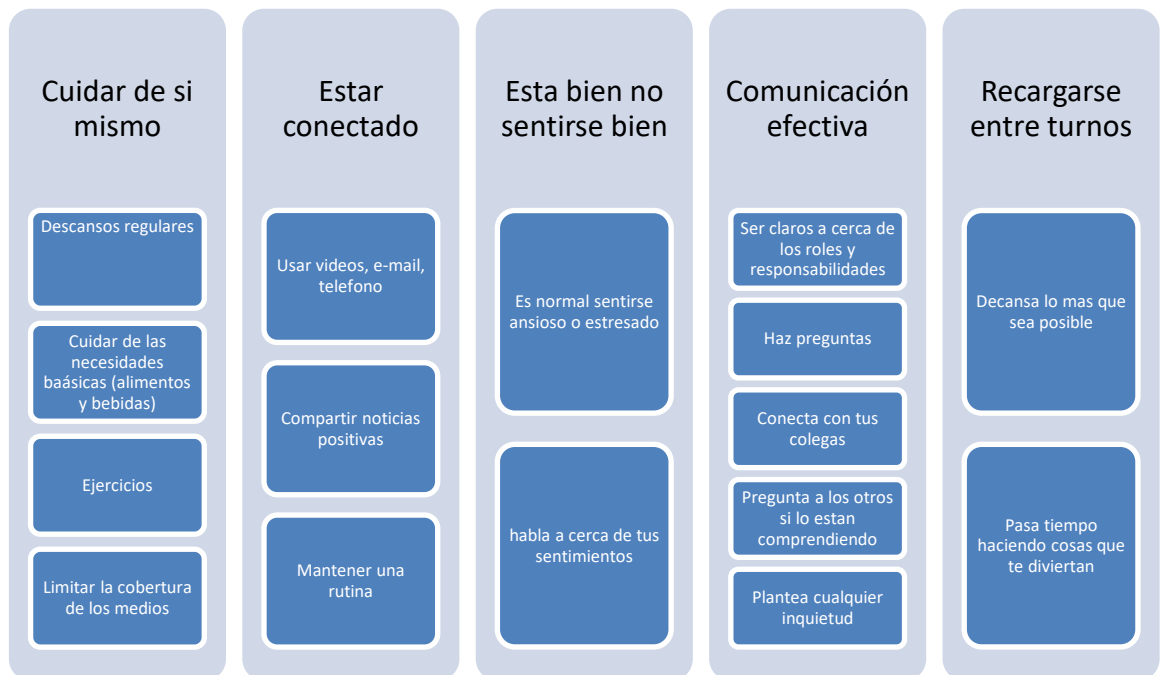 Cuidar de si
mismo
Descansos regulares
Cuidar de las
necesidades
baásicas (alimentos
y bebidas)
Ejercicios
Limitar la cobertura
de los medios
Estar
conectado
Usar videos, e-mail,
telefono
Compartir noticias
positivas
Mantener una
rutina
Esta bien no
sentirse bien
Es normal sentirse
ansioso o estresado
habla a cerca de tus
sentimientos
Comunicación
efectiva
Ser claros a cerca de
los roles y
responsabilidades
Haz preguntas
Conecta con tus
colegas
Pregunta a los otros
si lo estan
comprendiendo
Plantea cualquier
inquietud
Recargarse
entre turnos
Decansa lo mas que
sea posible
Pasa tiempo
haciendo cosas que
te diviertan